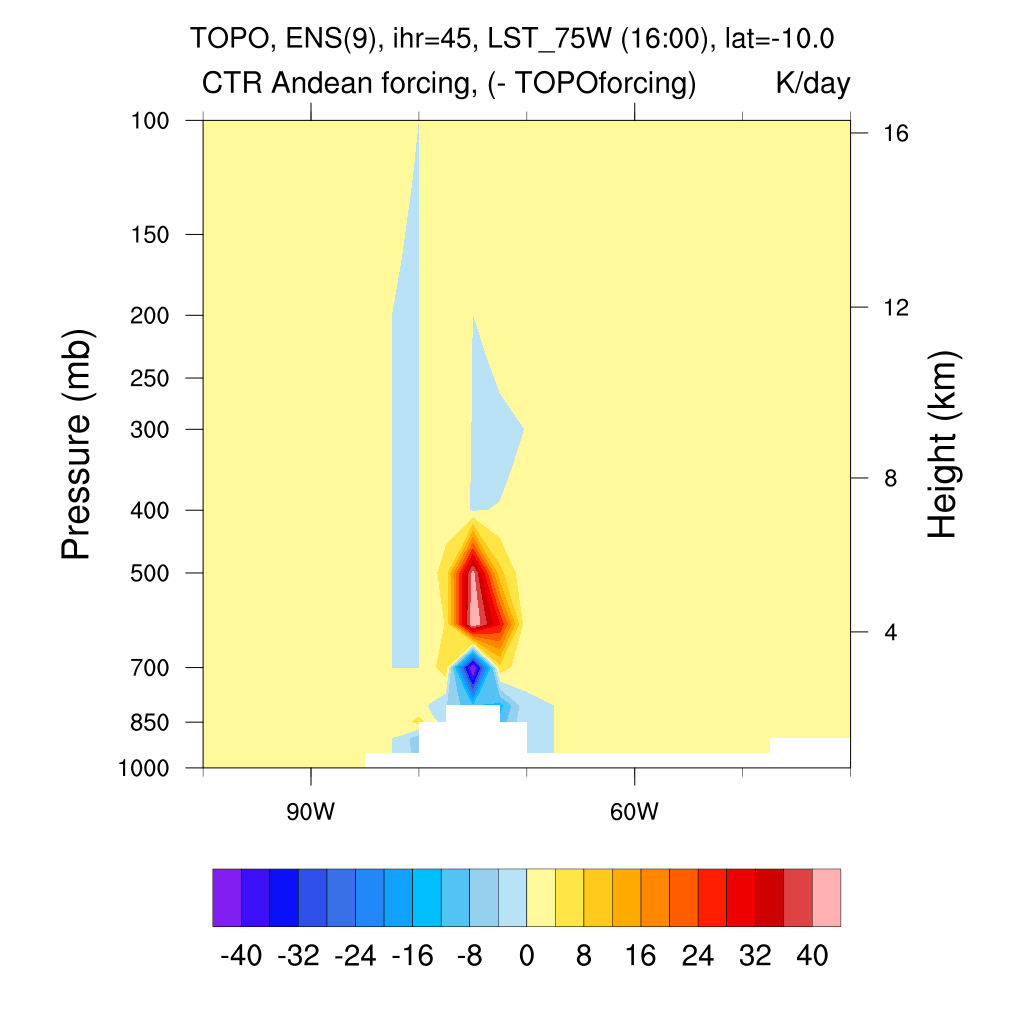 TOPO, ENS(9), ihr=45, LST_75W (16:00), lat=-10.0
CTR Andean forcing, (- TOPOforcing) K/day
100
150
200
250
300
400
500
700
850
1000
Pressure (mb)
16
12
8
4
Height (km)
90W 60W
-40 -32 -24 -16 -8 0 8 16 24 32 40